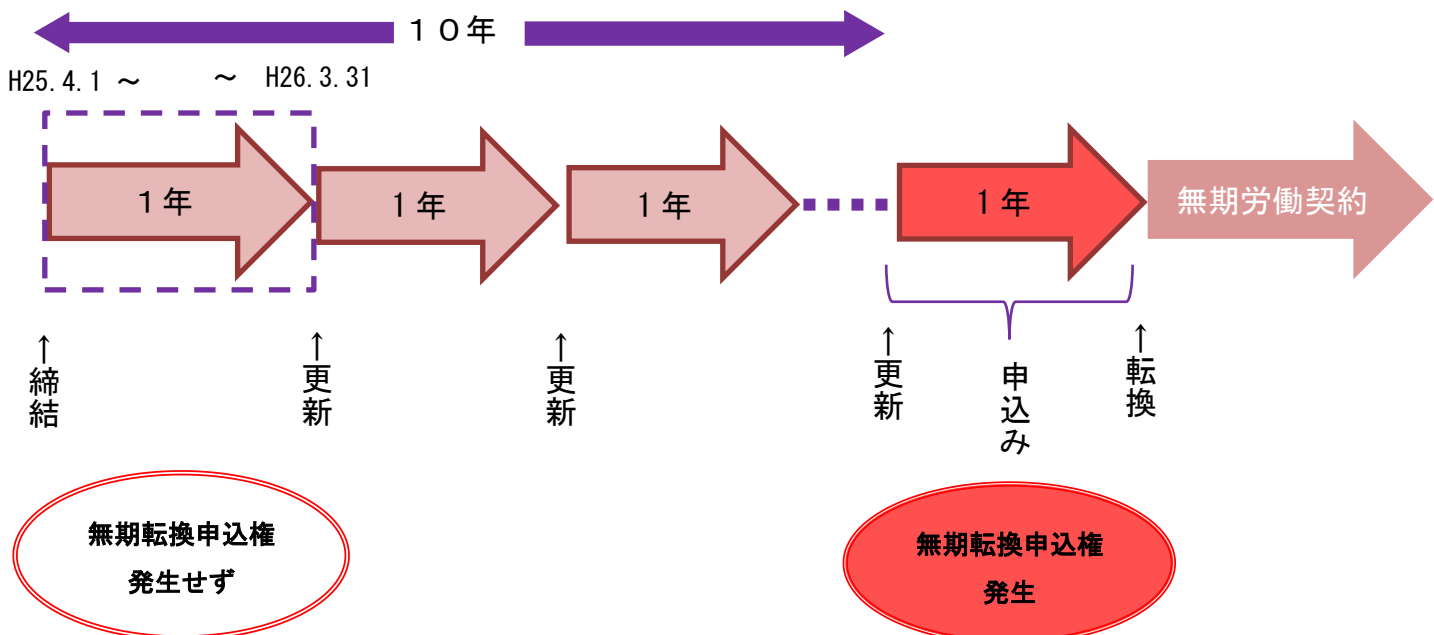 １０年
H25.4.1 ～　～ H26.3.31
１年
１年
１年
１年
無期労働契約
↑締結
↑更新
↑更新
↑更新
申込み
↑転換
無期転換申込権
発生せず
無期転換申込権
発生